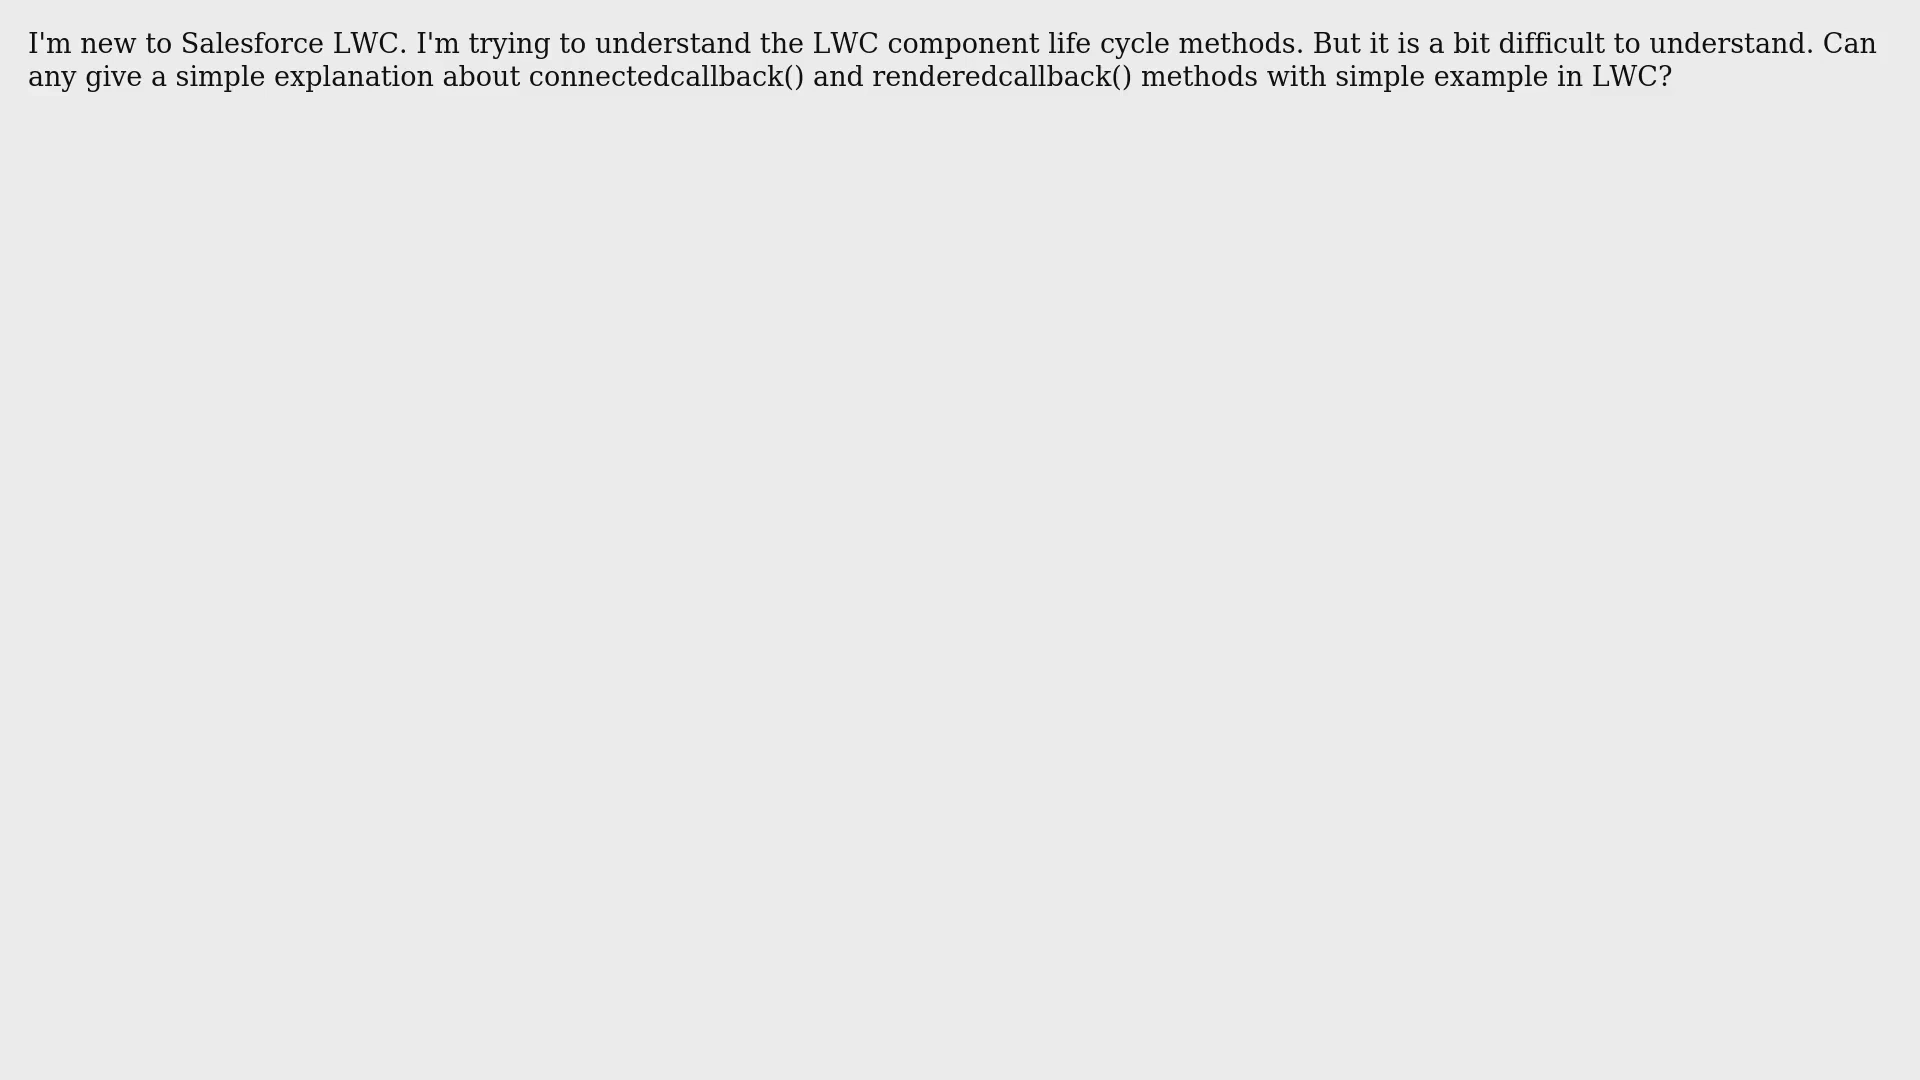 I'm new to Salesforce LWC. I'm trying to understand the LWC component life cycle methods. But it is a bit difficult to understand. Can
any give a simple explanation about connectedcallback() and renderedcallback() methods with simple example in LWC?